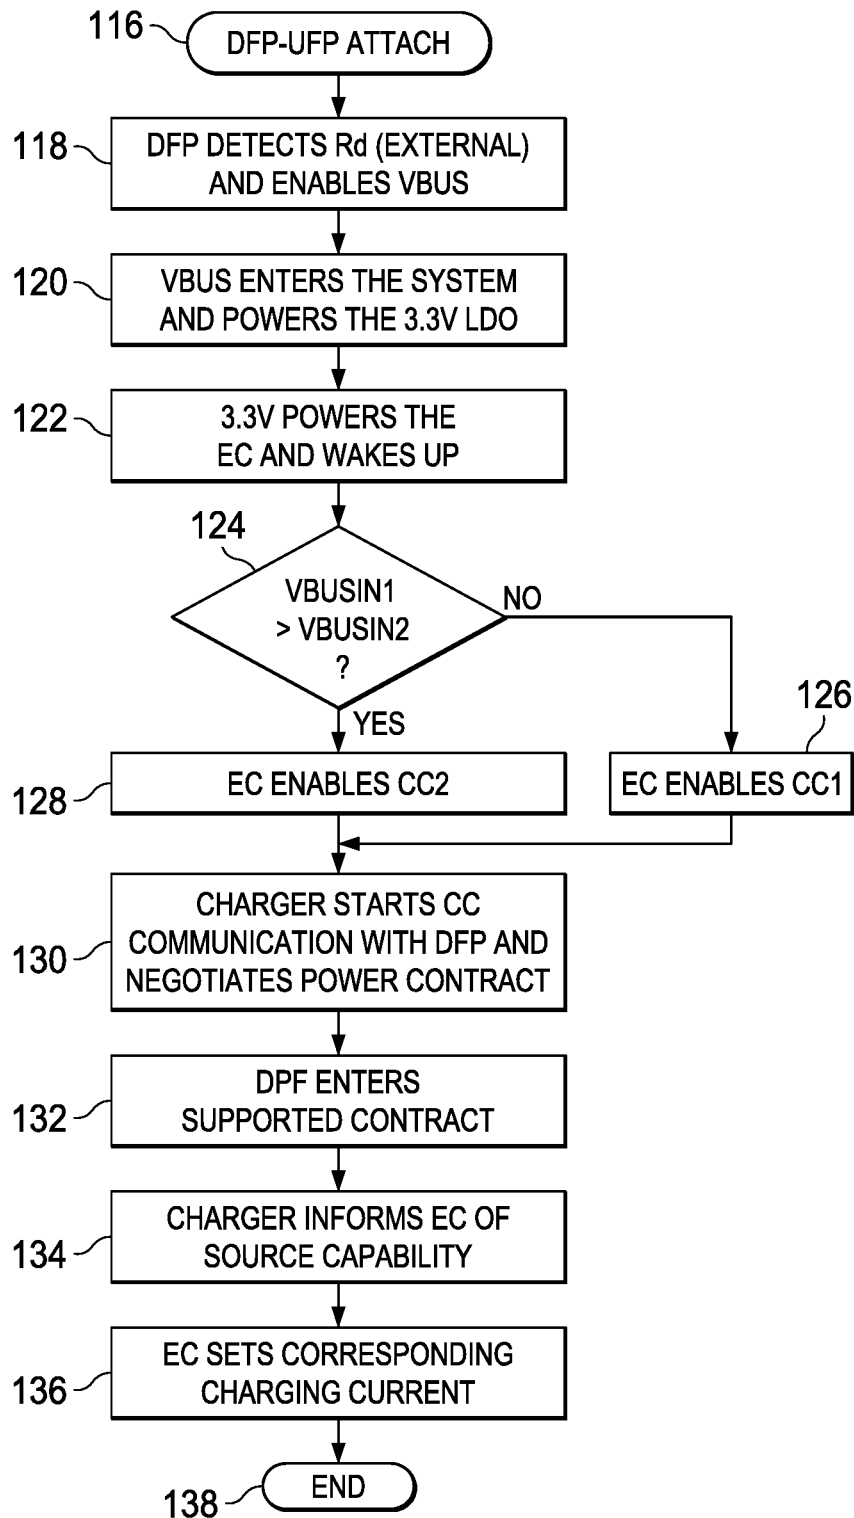 116
DFP-UFP ATTACH
118
DFP DETECTS Rd (EXTERNAL)
AND ENABLES VBUS
120
VBUS ENTERS THE SYSTEM
AND POWERS THE 3.3V LDO
122
3.3V POWERS THE
EC AND WAKES UP
124
VBUSIN1
> VBUSIN2
?
NO
YES
126
EC ENABLES CC1
128
EC ENABLES CC2
130
CHARGER STARTS CC
COMMUNICATION WITH DFP AND
NEGOTIATES POWER CONTRACT
132
DPF ENTERS
SUPPORTED CONTRACT
134
CHARGER INFORMS EC OF
SOURCE CAPABILITY
136
EC SETS CORRESPONDING
CHARGING CURRENT
138
END